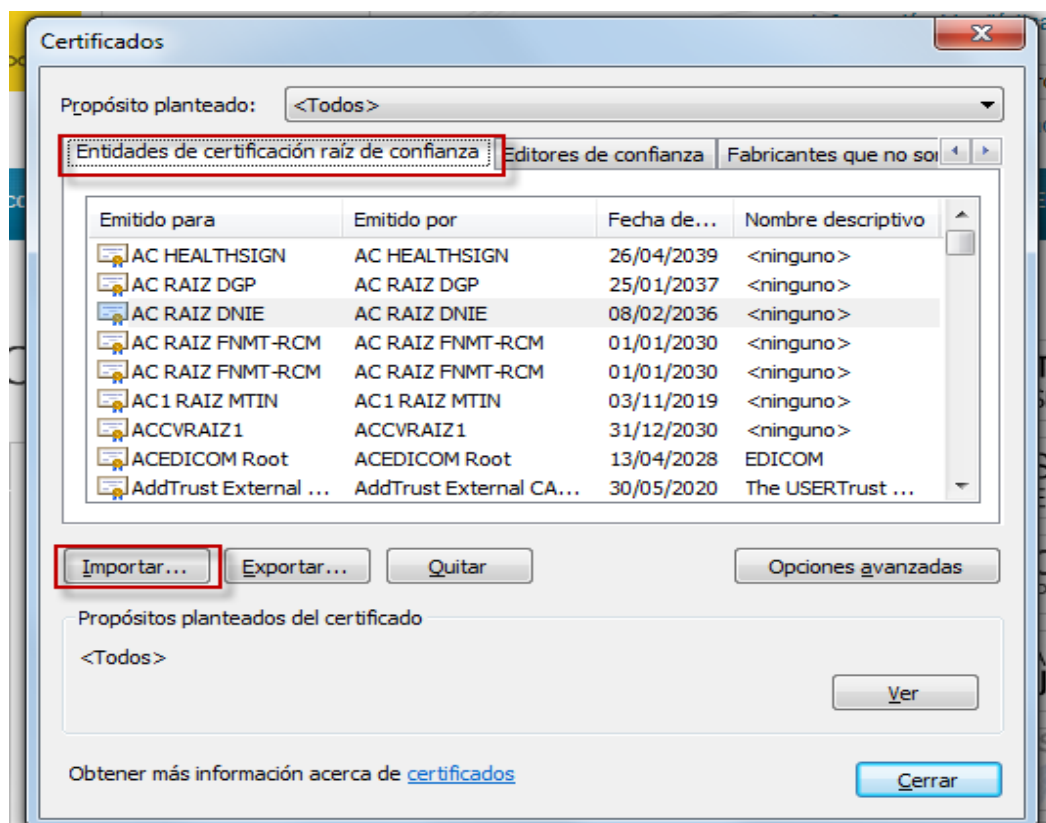 Certificados
Propósito planteado: <Todos>
Entidades de certificación raíz de confianza Editores de confianza Fabricantes que no so
Emitido para Emitido por Fecha de... Nombre descriptivo
AC HEALTHSIGN AC HEALTHSIGN 26/04/2039 <ninguno>
AC RAIZ DGP AC RAIZ DGP 25/01/2037 <ninguno>
AC RAIZ DNIE AC RAIZ DNIE 08/02/2036 <ninguno>
AC RAIZ FNMT-RCM AC RAIZ FNMT-RCM 01/01/2030 <ninguno>
AC RAIZ FNMT-RCM AC RAIZ FNMT-RCM 01/01/2030 <ninguno>
AC1 RAIZ MTIN AC1 RAIZ MTIN 03/11/2019 <ninguno>
ACCVRAIZ1 ACCVRAIZ1 31/12/2030 <ninguno>
ACEDICOM Root ACEDICOM Root 13/04/2028 EDICOM
AddTrust External ... AddTrust External CA... 30/05/2020 The USERTrust ...
Importar... Exportar... Quitar Opciones avanzadas
Propósitos planteados del certificado
<Todos>
Ver
Obtener más información acerca de certificados
Cerrar